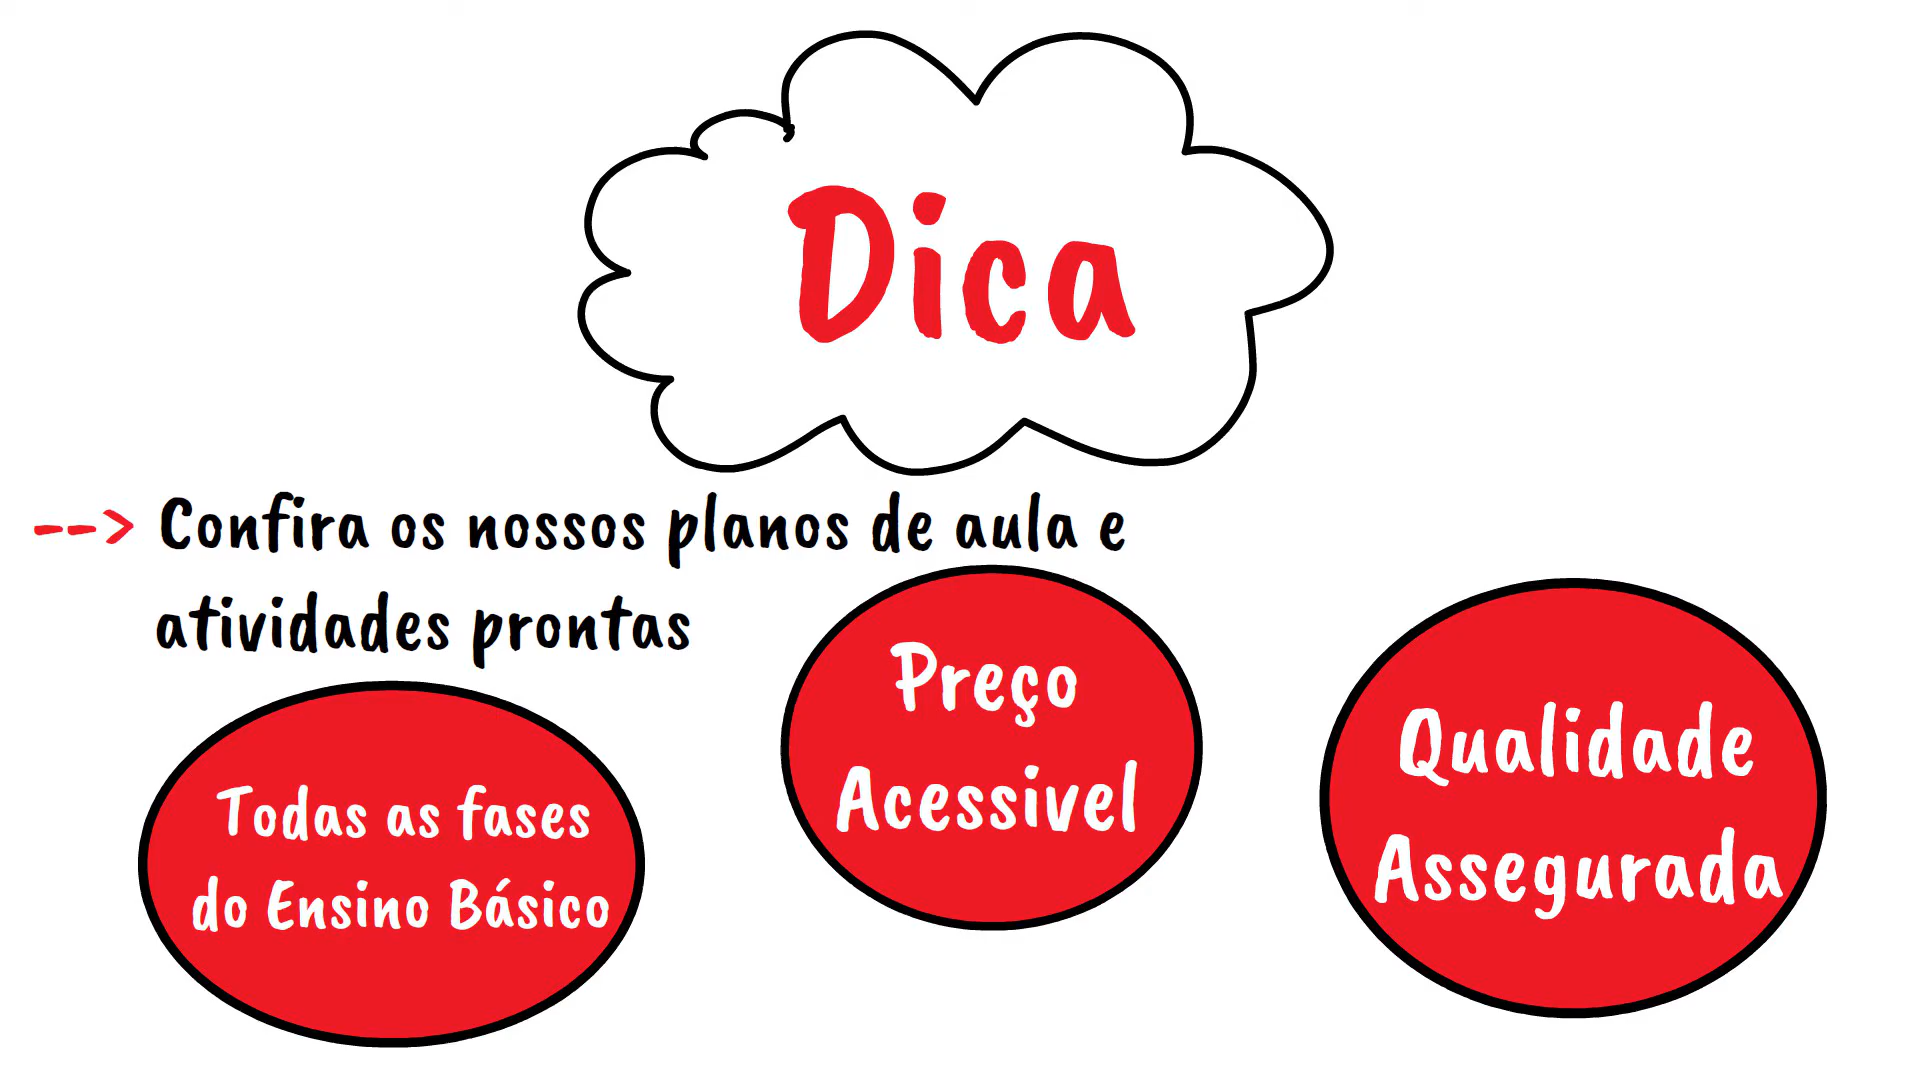 Dica
--> Confira os nossos planos de aula e
atividades prontas
Todas as fases
do Ensino Básico
Preço
Acessivel
Qualidade
Assegurada